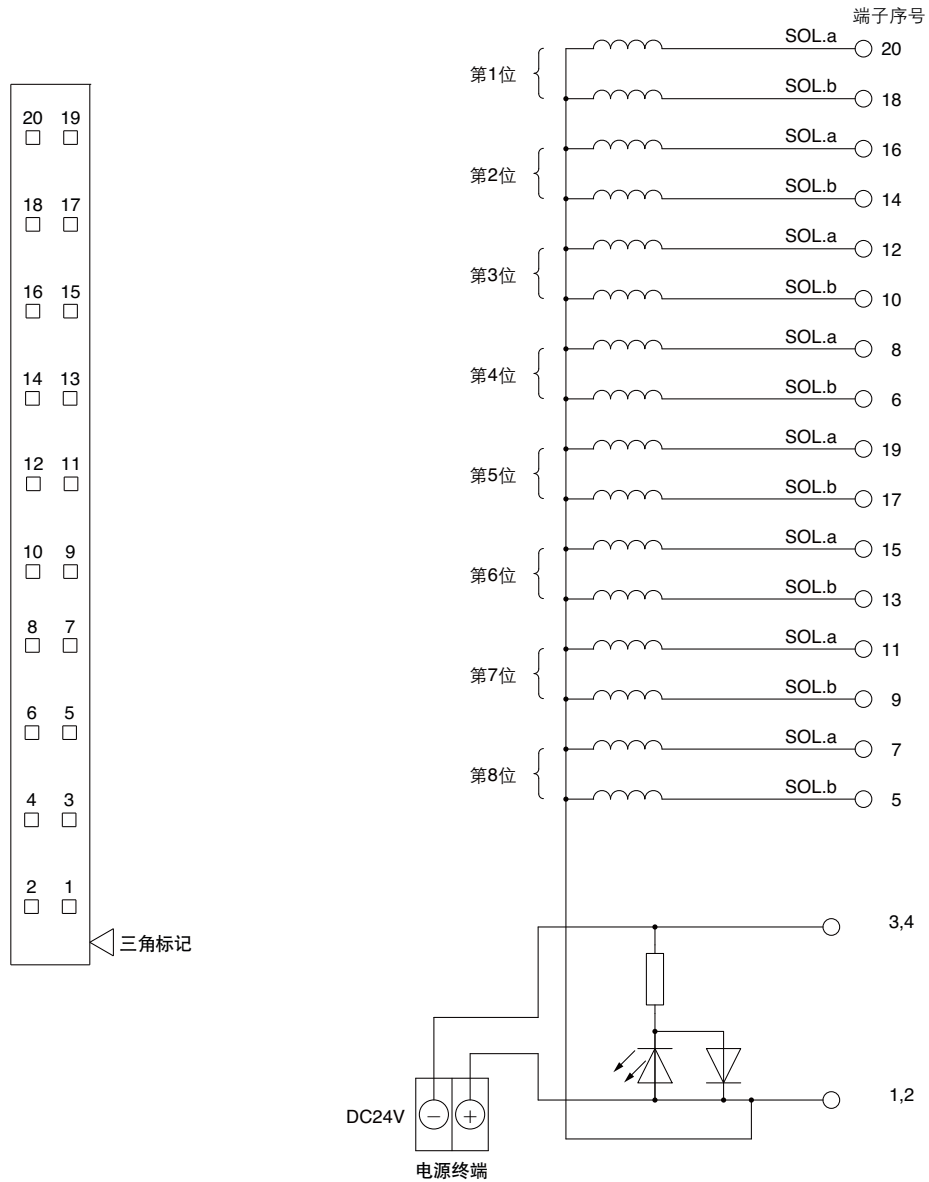 端子序号
20 19
18 17
16 15
14 13
12 11
10 9
8 7
6 5
4 3
2 1
三角标记
第1位
SOL.a 20
SOL.b 18
第2位
SOL.a 16
SOL.b 14
第3位
SOL.a 12
SOL.b 10
第4位
SOL.a 8
SOL.b 6
第5位
SOL.a 19
SOL.b 17
第6位
SOL.a 15
SOL.b 13
第7位
SOL.a 11
SOL.b 9
第8位
SOL.a 7
SOL.b 5
3,4
1,2
DC24V － ＋
电源终端